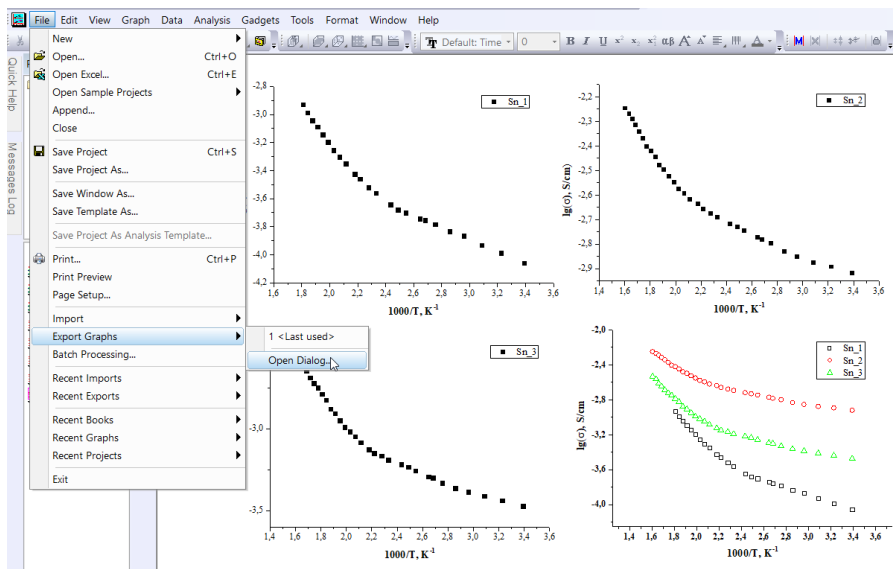 File Edit View Graph Data Analysis Gadgets Tools Format Window Help
Default: Time 0 B I U x² x₂ αβ A A A
Quick Help
Messages Log
New
Open... Ctrl+O
Open Excel... Ctrl+E
Open Sample Projects
Append...
Close
Save Project Ctrl+S
Save Project As...
Save Window As...
Save Template As...
Save Project As Analysis Template...
Print... Ctrl+P
Print Preview
Page Setup...
Import
Export Graphs
Batch Processing...
Recent Imports
Recent Exports
Recent Books
Recent Graphs
Recent Projects
Exit
1 <Last used>
Open Dialog...
Sn_1
-2,8
-3,0
-3,2
-3,4
-3,6
-3,8
-4,0
-4,2
1,4 1,6 1,8 2,0 2,2 2,4 2,6 2,8 3,0 3,2 3,4 3,6
1000/T, K⁻¹
Sn_2
lg(σ), S/cm
-2,2
-2,3
-2,4
-2,5
-2,6
-2,7
-2,8
-2,9
1,4 1,6 1,8 2,0 2,2 2,4 2,6 2,8 3,0 3,2 3,4 3,6
1000/T, K⁻¹
Sn_3
-3,0
-3,5
1,4 1,6 1,8 2,0 2,2 2,4 2,6 2,8 3,0 3,2 3,4 3,6
1000/T, K⁻¹
Sn_1
Sn_2
Sn_3
lg(σ), S/cm
-2,0
-2,4
-2,8
-3,2
-3,6
-4,0
1,4 1,6 1,8 2,0 2,2 2,4 2,6 2,8 3,0 3,2 3,4 3,6
1000/T, K⁻¹